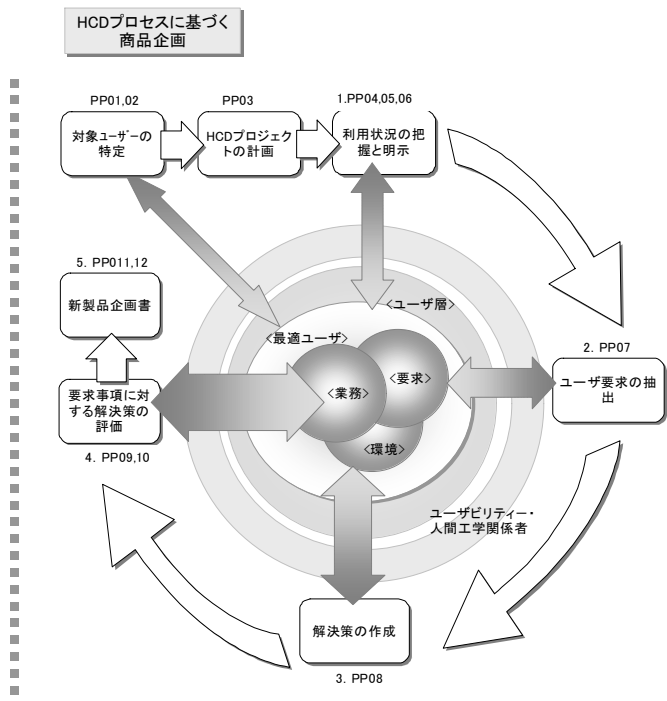 HCDプロセスに基づく
商品企画
PP01,02
PP03
1.PP04,05,06
対象ユーザーの
特定
HCDプロジェク
トの計画
利用状況の把
握と明示
5. PP011,12
新製品企画書
<ユーザ層>
<最適ユーザ>
<要求>
<業務>
<環境>
2. PP07
ユーザ要求の抽
出
要求事項に対
する解決策の
評価
4. PP09,10
ユーザビリティー・
人間工学関係者
解決策の作成
3. PP08